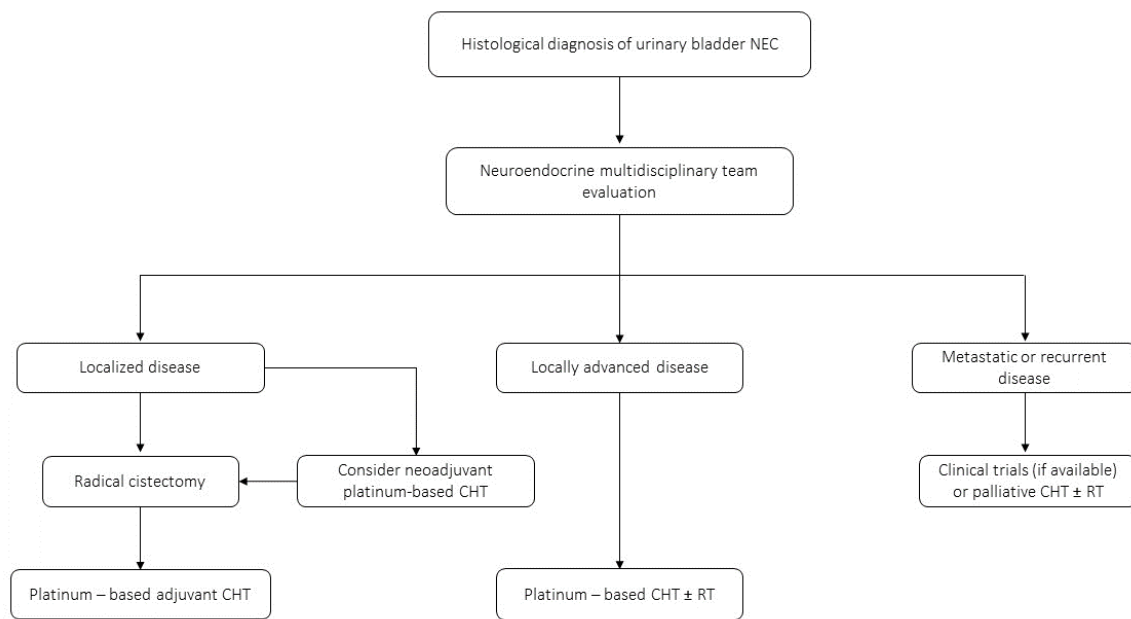 Histological diagnosis of urinary bladder NEC
Neuroendocrine multidisciplinary team
evaluation
Localized disease
Locally advanced disease
Metastatic or recurrent
disease
Radical cistectomy
Consider neoadjuvant
platinum-based CHT
Clinical trials (if available)
or palliative CHT ± RT
Platinum – based adjuvant CHT
Platinum – based CHT ± RT